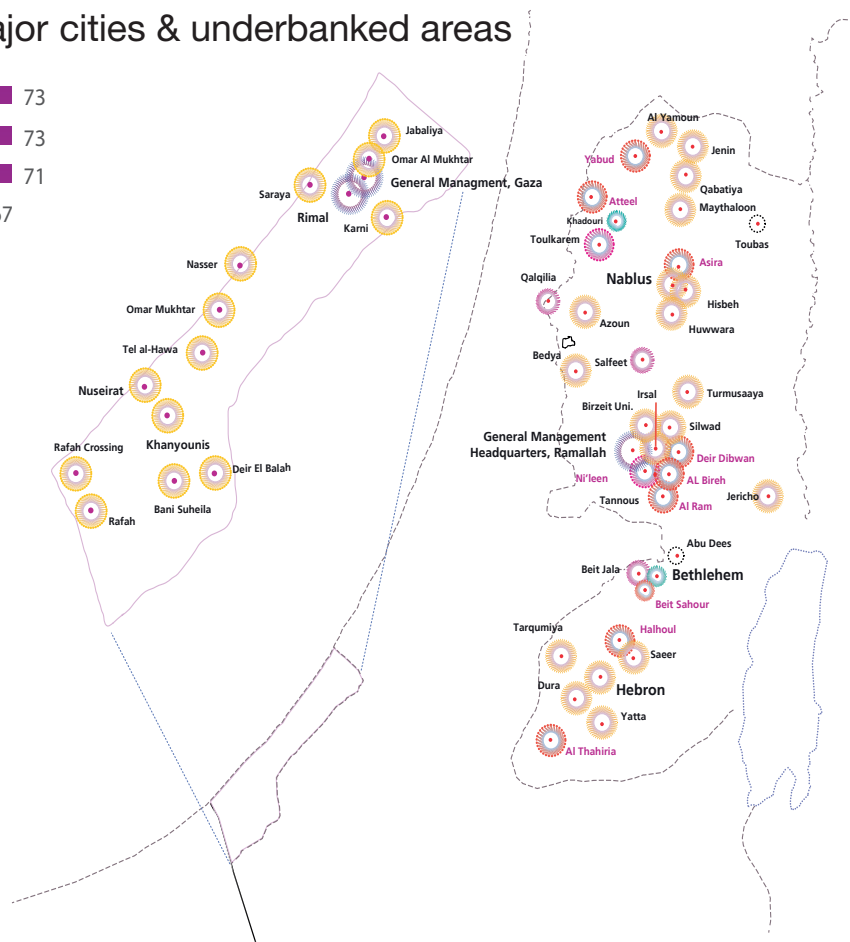 ajor cities & underbanked areas
73
73
71
Jabaliya
Omar Al Mukhtar
General Managment, Gaza
Saraya
Rimal
Karni
Nasser
Omar Mukhtar
Tel al-Hawa
Nuseirat
Khanyounis
Rafah Crossing
Deir El Balah
Bani Suheila
Rafah
Al Yamoun
Jenin
Yabud
Qabatiya
Atteel
Maythaloon
Khadouri
Toubas
Toulkarem
Asira
Nablus
Qalqilia
Hisbeh
Azoun
Huwwara
Bedya
Salfeet
Irsal
Turmusaaya
Birzeit Uni.
Silwad
General Management
Headquarters, Ramallah
Deir Dibwan
Ni'leen
AL Bireh
Tannous
Al Ram
Jericho
Abu Dees
Beit Jala
Bethlehem
Beit Sahour
Tarqumiya
Halhoul
Saeer
Dura
Hebron
Yatta
Al Thahiria